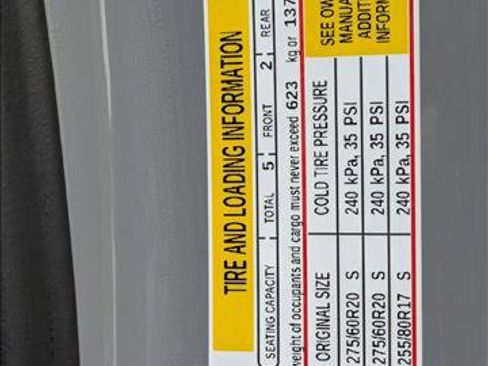 TIRE AND LOADING INFORMATION
SEATING CAPACITY TOTAL 5 FRONT 2 REAR
weight of occupants and cargo must never exceed 623 kg or 137
ORIGINAL SIZE COLD TIRE PRESSURE SEE OW
MANUA
ADDIT
INFORM
275/60R20 S 240 kPa, 35 PSI
275/60R20 S 240 kPa, 35 PSI
255/80R17 S 240 kPa, 35 PSI